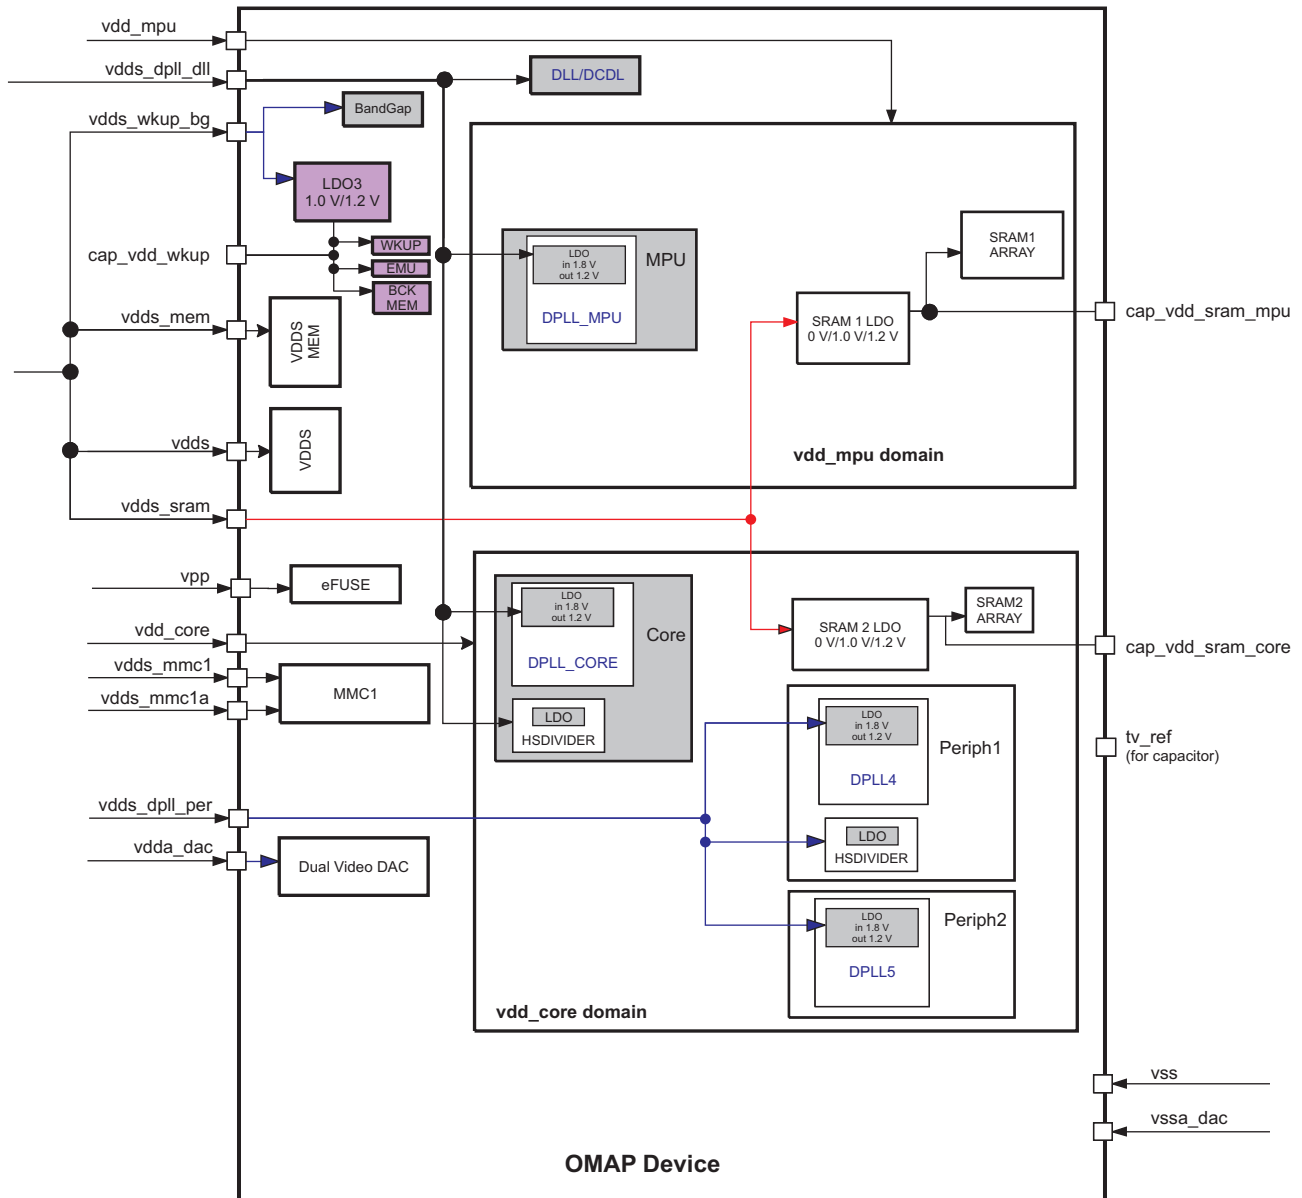 vdd_mpu
vdds_dpll_dll
DLL/DCDL
vdds_wkup_bg
BandGap
LDO3
1.0 V/1.2 V
cap_vdd_wkup
WKUP
EMU
BCK
MEM
LDO
in 1.8 V
out 1.2 V
DPLL_MPU
MPU
SRAM1
ARRAY
SRAM 1 LDO
0 V/1.0 V/1.2 V
cap_vdd_sram_mpu
vdds_mem
VDDS
MEM
vdds
VDDS
vdd_mpu domain
vdds_sram
vpp
eFUSE
vdd_core
LDO
in 1.8 V
out 1.2 V
DPLL_CORE
Core
LDO
HSDIVIDER
SRAM 2 LDO
0 V/1.0 V/1.2 V
SRAM2
ARRAY
cap_vdd_sram_core
vdds_mmc1
vdds_mmc1a
MMC1
LDO
in 1.8 V
out 1.2 V
DPLL4
Periph1
LDO
HSDIVIDER
tv_ref
(for capacitor)
vdds_dpll_per
vdda_dac
Dual Video DAC
LDO
in 1.8 V
out 1.2 V
DPLL5
Periph2
vdd_core domain
vss
vssa_dac
OMAP Device